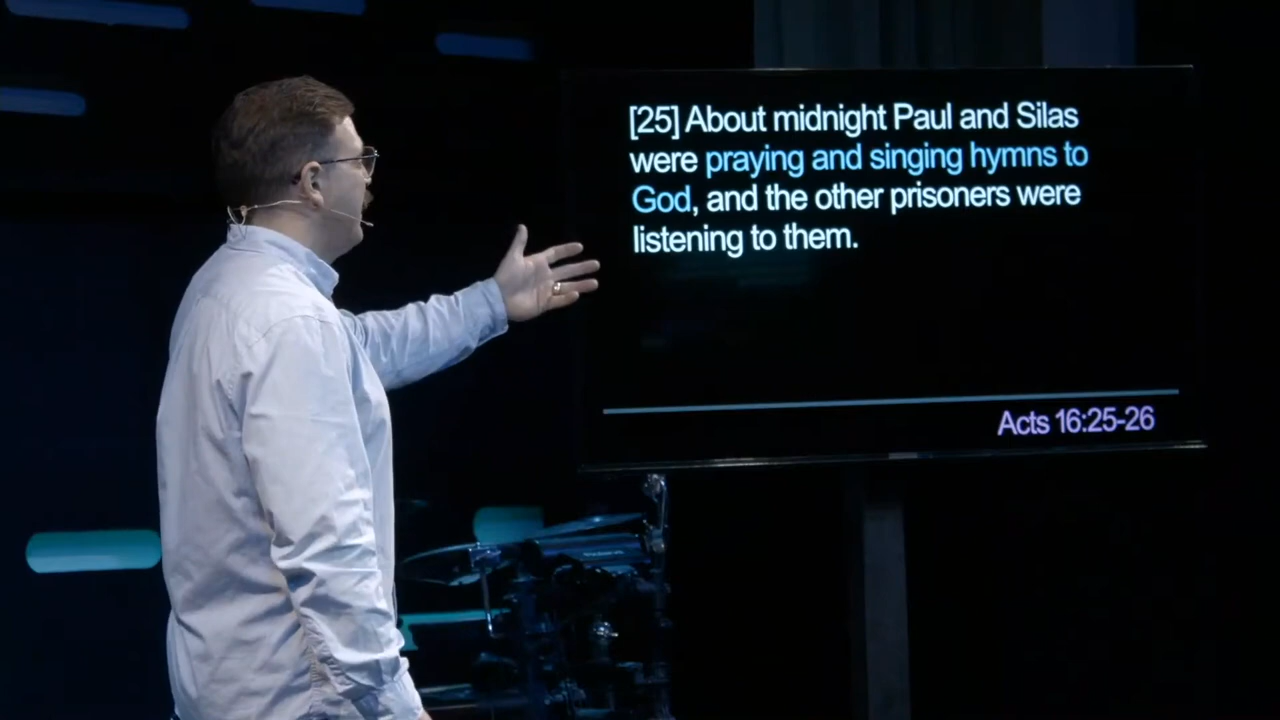 [25] About midnight Paul and Silas
were praying and singing hymns to
God, and the other prisoners were
listening to them.
Acts 16:25-26